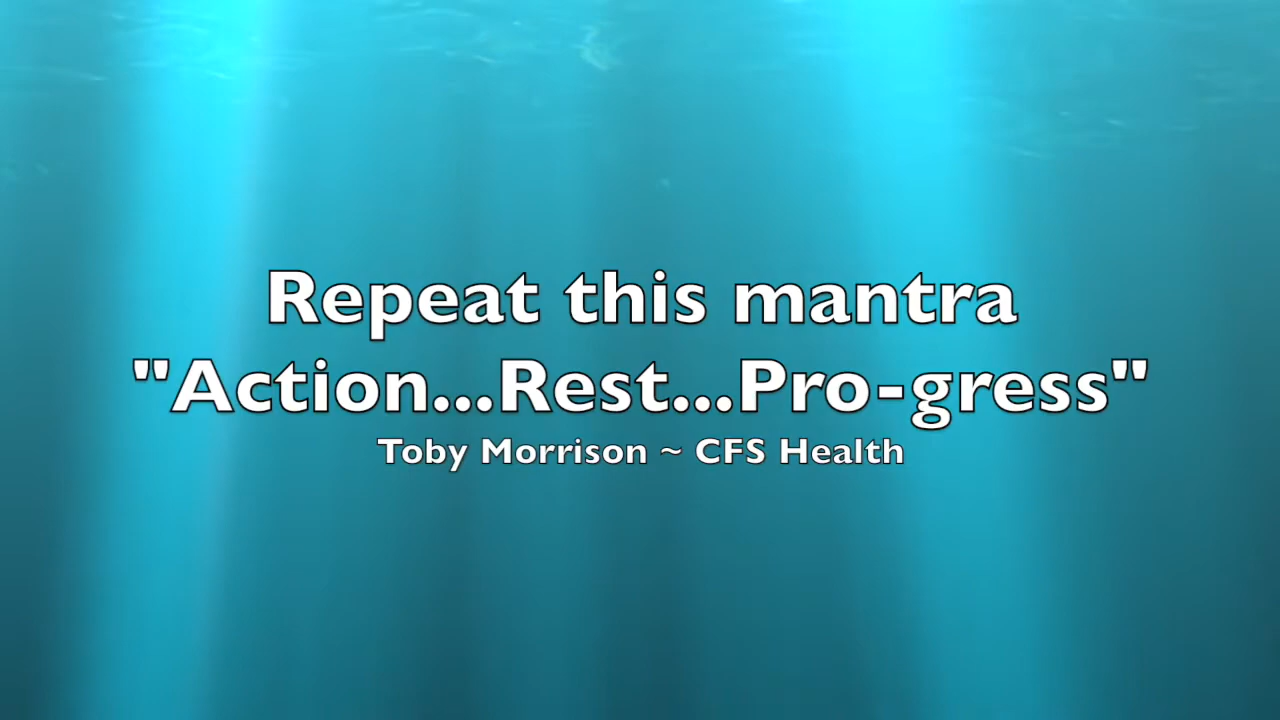 Repeat this mantra
"Action...Rest...Pro-gress"
Toby Morrison ~ CFS Health